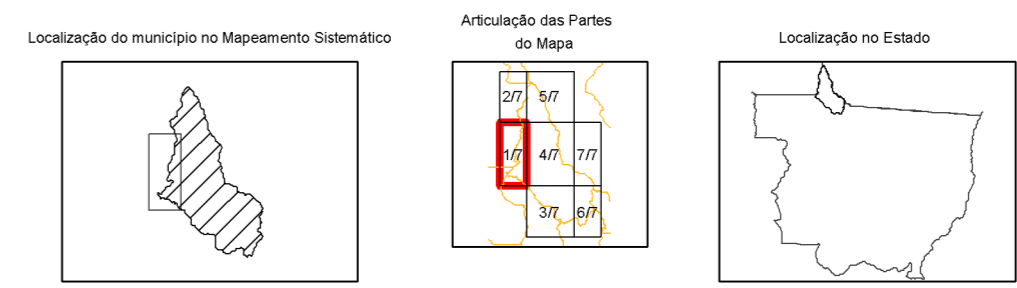 Articulação das Partes
do Mapa
Localização do município no Mapeamento Sistemático
Localização no Estado
2/7 5/7
1/7 4/7 7/7
3/7 6/7